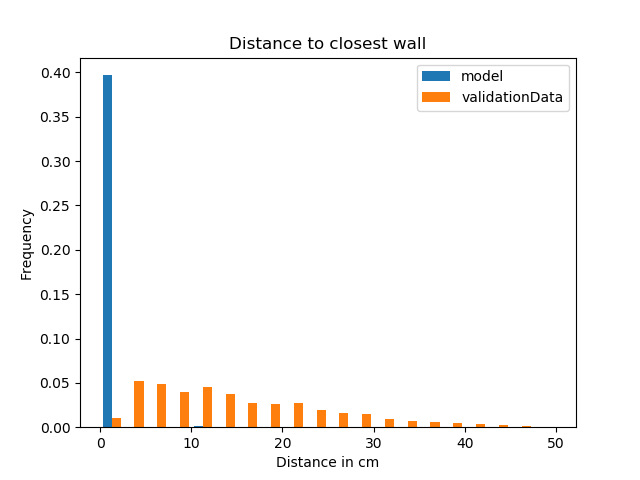 Distance to closest wall
model
validationData
0.40
0.35
0.30
0.25
0.20
0.15
0.10
0.05
0.00
Frequency
0 10 20 30 40 50
Distance in cm